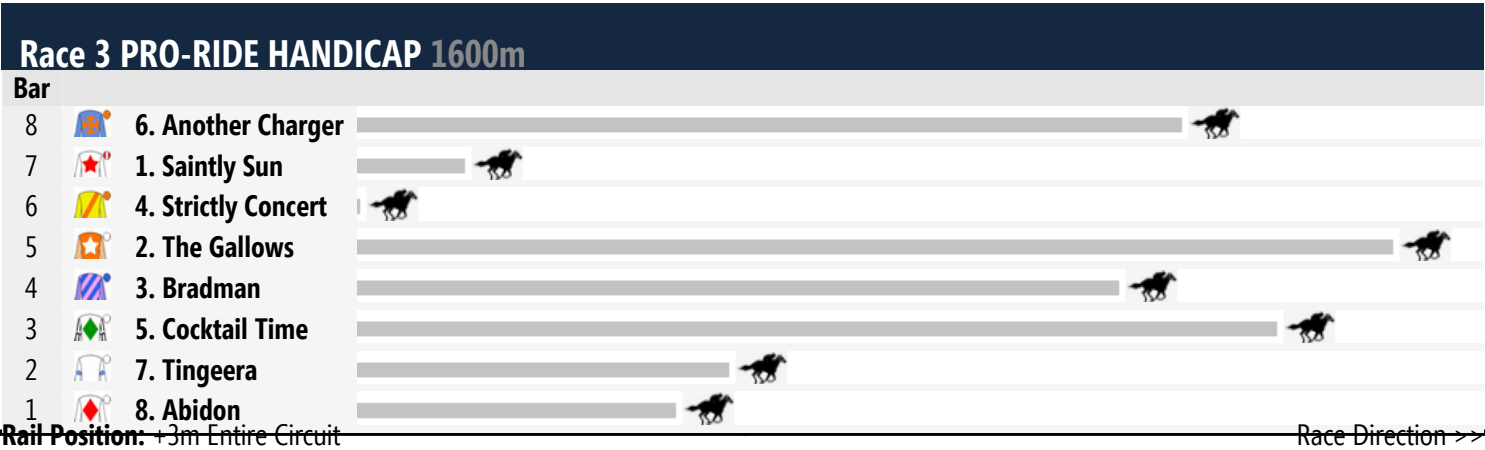 Race 3 PRO-RIDE HANDICAP 1600m
Bar
8 6. Another Charger
7 1. Saintly Sun
6 4. Strictly Concert
5 2. The Gallows
4 3. Bradman
3 5. Cocktail Time
2 7. Tingeera
1 8. Abidon
Rail Position: +3m Entire Circuit Race Direction >>